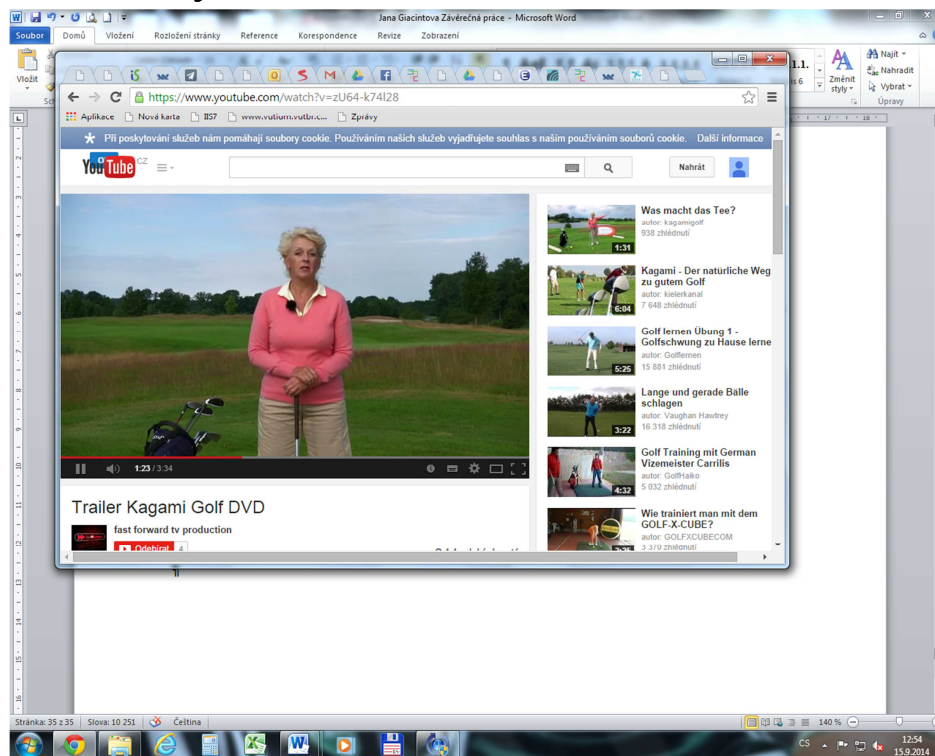 Jana Giacintova Závěrečná práce - Microsoft Word
Soubor Domů Vložení Rozložení stránky Reference Korespondence Revize Zobrazení
Vložit
Najít
Nahradit
Vybrat
Změnit styly
Úpravy
https://www.youtube.com/watch?v=zU64-k74l28
Aplikace Nová karta IIS7 www.vutium.vutbr.c... Zprávy
Při poskytování služeb nám pomáhají soubory cookie. Používáním našich služeb vyjadřujete souhlas s naším používáním souborů cookie. Další informace
YouTube CZ
Nahrát
Was macht das Tee?
autor: kagamigolf
938 zhlédnutí
1:31
Kagami - Der natürliche Weg
zu gutem Golf
autor: kielerkanal
7 648 zhlédnutí
6:04
Golf lernen Übung 1 -
Golfschwung zu Hause lerne
autor: Golflernen
15 881 zhlédnutí
5:25
Lange und gerade Bälle
schlagen
autor: Vaughan Hawtrey
16 318 zhlédnutí
3:22
Golf Training mit German
Vizemeister Carrilis
autor: GolfHaiko
5 032 zhlédnutí
4:32
Wie trainiert man mit dem
GOLF-X-CUBE?
autor: GOLFXCUBECOM
3 370 zhlédnutí
1:23 / 3:34
Trailer Kagami Golf DVD
fast forward tv production
Odebírat 4
Stránka: 35 z 35 Slova: 10 251 Čeština 140 %
CS 12:54
15.9.2014